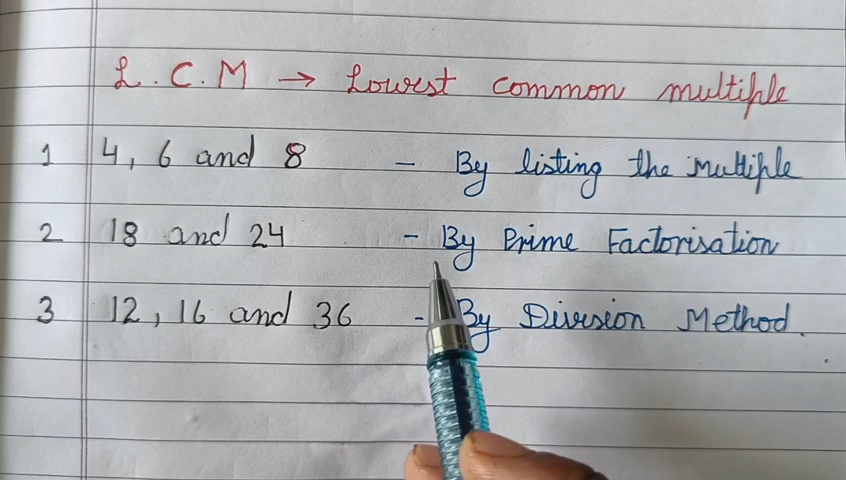 L.C.M → Lowest common multiple
1 4, 6 and 8 - By listing the multiple
2 18 and 24 - By Prime Factorisation
3 12, 16 and 36 - By Division Method.